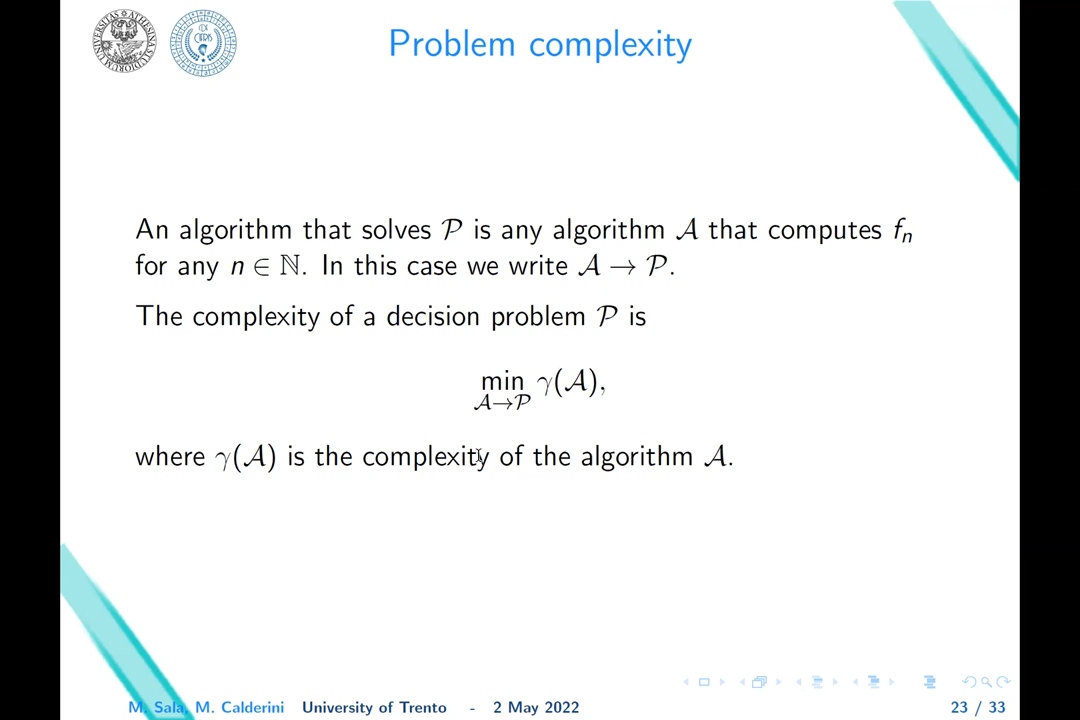 Problem complexity
An algorithm that solves 𝒫 is any algorithm 𝒜 that computes fₙ
for any n ∈ ℕ. In this case we write 𝒜 → 𝒫.
The complexity of a decision problem 𝒫 is
min γ(𝒜),
𝒜→𝒫
where γ(𝒜) is the complexity of the algorithm 𝒜.
M. Sala, M. Calderini University of Trento - 2 May 2022 23 / 33